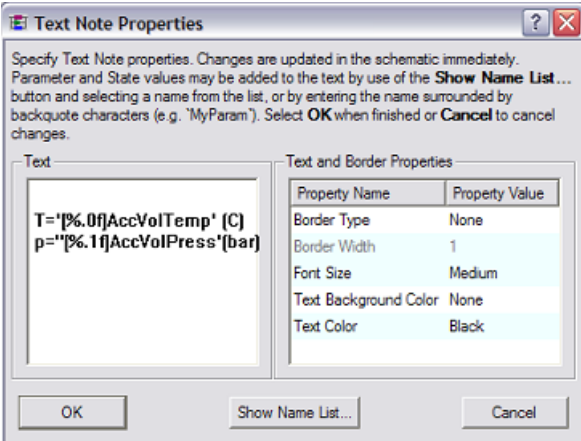 Text Note Properties
Specify Text Note properties. Changes are updated in the schematic immediately.
Parameter and State values may be added to the text by use of the Show Name List...
button and selecting a name from the list, or by entering the name surrounded by
backquote characters (e.g. `MyParam`). Select OK when finished or Cancel to cancel
changes.
Text
T='[%.0f]AccVolTemp' (C)
p=''[%.1f]AccVolPress'(bar)
Text and Border Properties
Property Name Property Value
Border Type None
Border Width 1
Font Size Medium
Text Background Color None
Text Color Black
OK Show Name List... Cancel